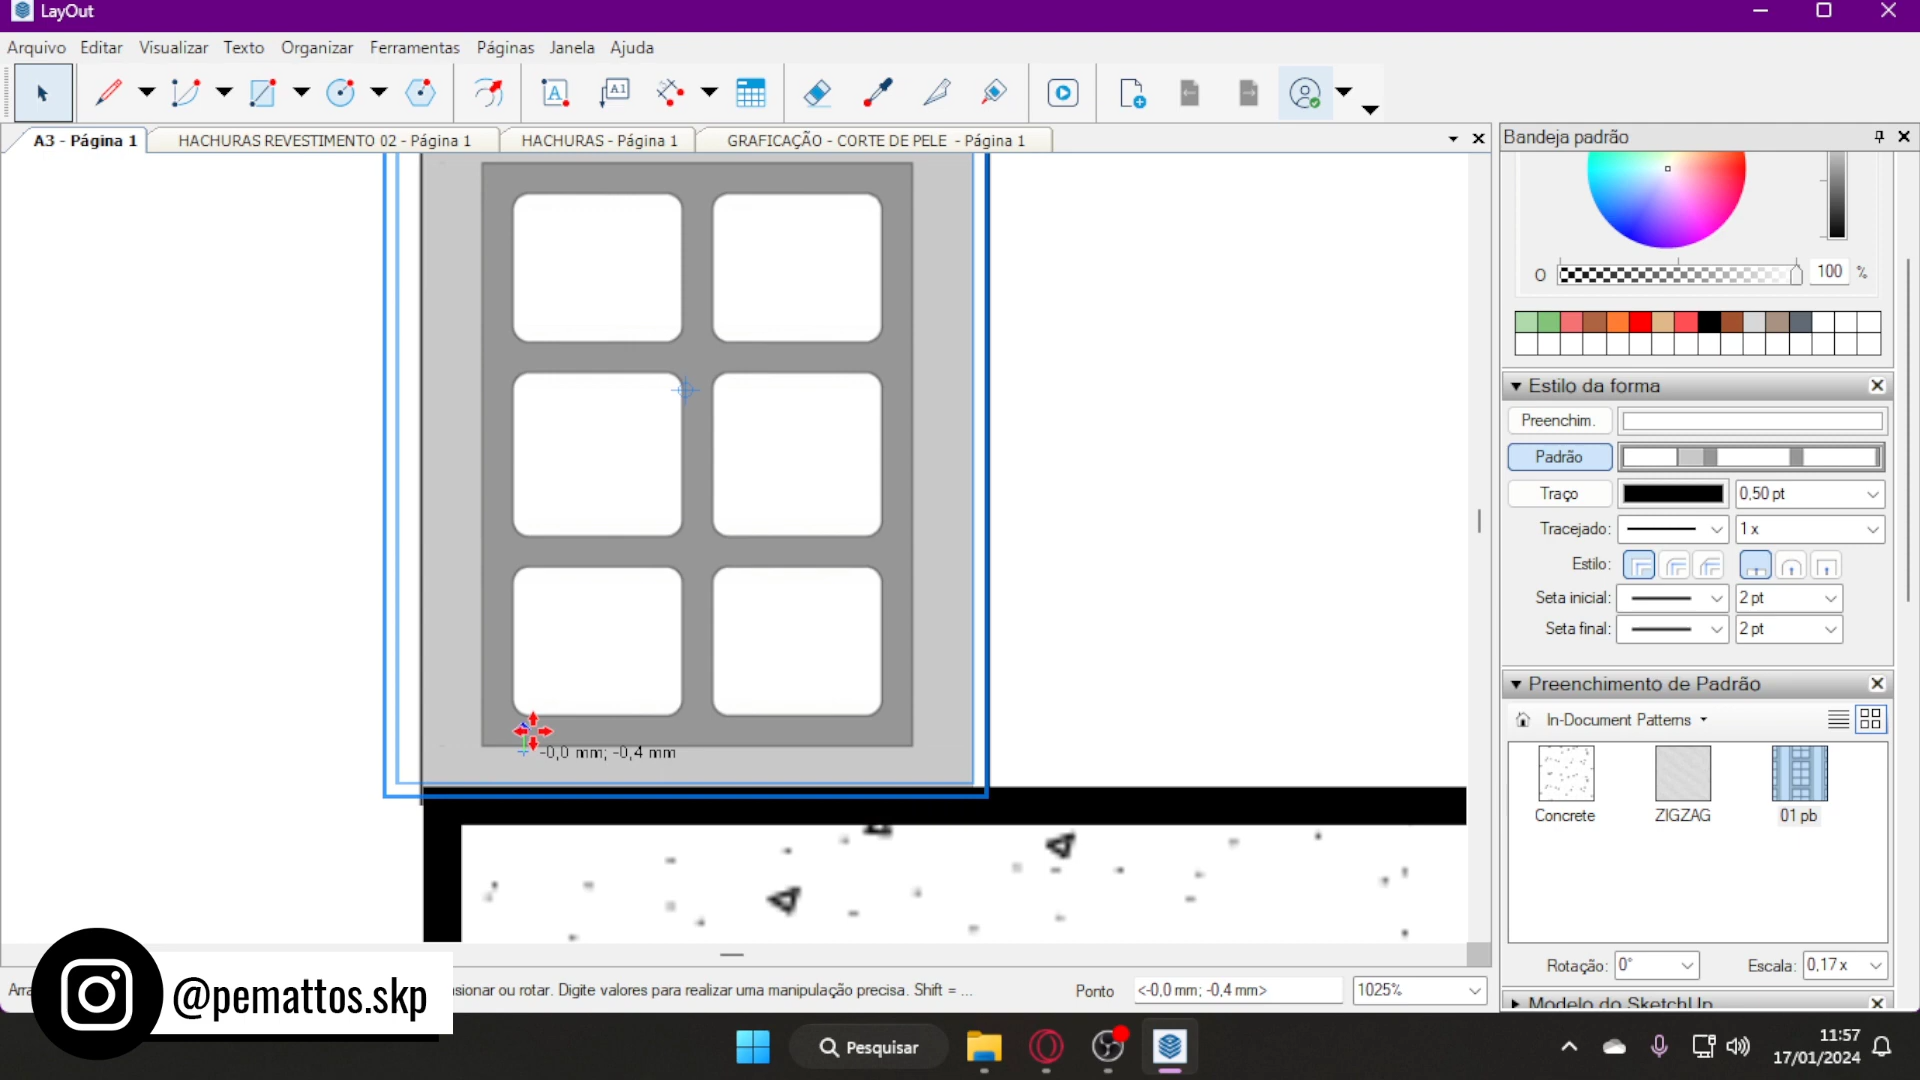 LayOut
Arquivo Editar Visualizar Texto Organizar Ferramentas Páginas Janela Ajuda
A A1
A3 - Página 1 HACHURAS REVESTIMENTO 02 - Página 1 HACHURAS - Página 1 GRAFICAÇÃO - CORTE DE PELE - Página 1
Bandeja padrão
O 100 %
Estilo da forma
Preenchim.
Padrão
Traço 0,50 pt
Tracejado: 1 x
Estilo:
Seta inicial: 2 pt
Seta final: 2 pt
Preenchimento de Padrão
In-Document Patterns
Concrete ZIGZAG 01 pb
-0,0 mm; -0,4 mm
Rotação: 0° Escala: 0,17 x
Modelo do SketchUp
sionar ou rotar. Digite valores para realizar uma manipulação precisa. Shift = ...
Ponto <-0,0 mm; -0,4 mm> 1025%
@pemattos.skp
Pesquisar
11:57
17/01/2024